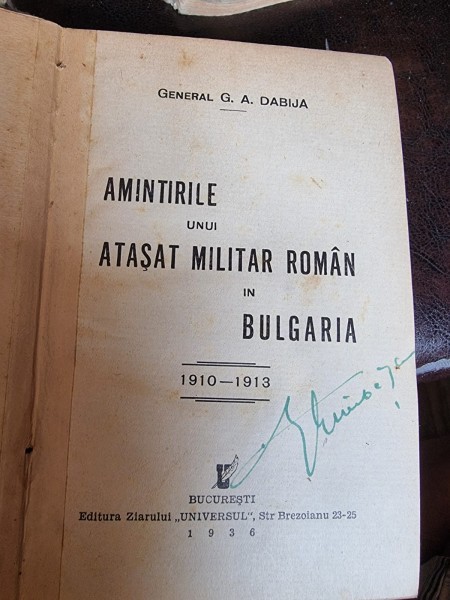 GENERAL G. A. DABIJA
AMINTIRILE
UNUI
ATAŞAT MILITAR ROMÂN
IN
BULGARIA
1910—1913
BUCUREŞTI
Editura Ziarului „UNIVERSUL“, Str Brezoianu 23-25
1936